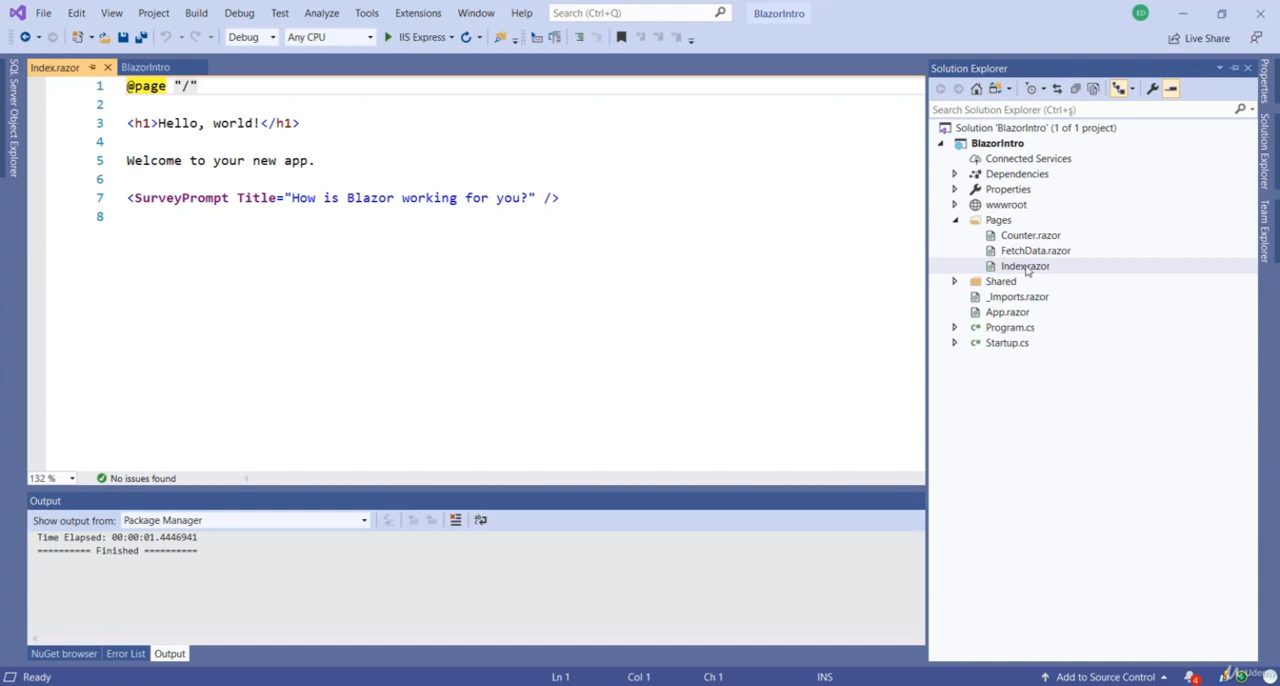 File Edit View Project Build Debug Test Analyze Tools Extensions Window Help Search (Ctrl+Q) BlazorIntro ED
Debug Any CPU IIS Express Live Share
Index.razor BlazorIntro
SQL Server Object Explorer
1 @page "/"
2
3 <h1>Hello, world!</h1>
4
5 Welcome to your new app.
6
7 <SurveyPrompt Title="How is Blazor working for you?" />
8
132 % No issues found
Output
Show output from: Package Manager
Time Elapsed: 00:00:01.4446941
========== Finished ==========
NuGet browser Error List Output
Solution Explorer
Search Solution Explorer (Ctrl+ş)
Solution 'BlazorIntro' (1 of 1 project)
BlazorIntro
Connected Services
Dependencies
Properties
wwwroot
Pages
Counter.razor
FetchData.razor
Index.razor
Shared
_Imports.razor
App.razor
C# Program.cs
C# Startup.cs
Properties
Solution Explorer
Team Explorer
Ready Ln 1 Col 1 Ch 1 INS Add to Source Control 4
Udemy